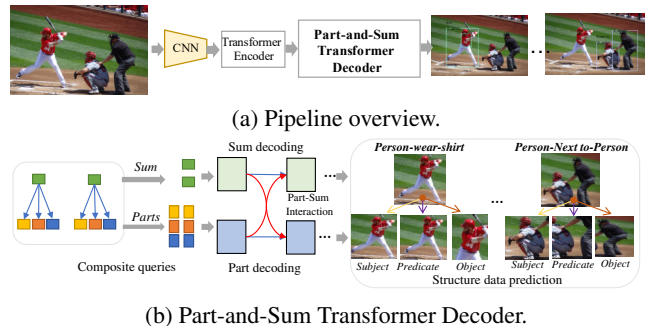 CNN
Transformer
Encoder
Part-and-Sum
Transformer
Decoder
...
(a) Pipeline overview.
Sum
Parts
Composite queries
Sum decoding
...
Part-Sum
Interaction
...
Part decoding
Person-wear-shirt
Person-Next to-Person
...
Subject Predicate Object
Subject Predicate Object
Structure data prediction
(b) Part-and-Sum Transformer Decoder.